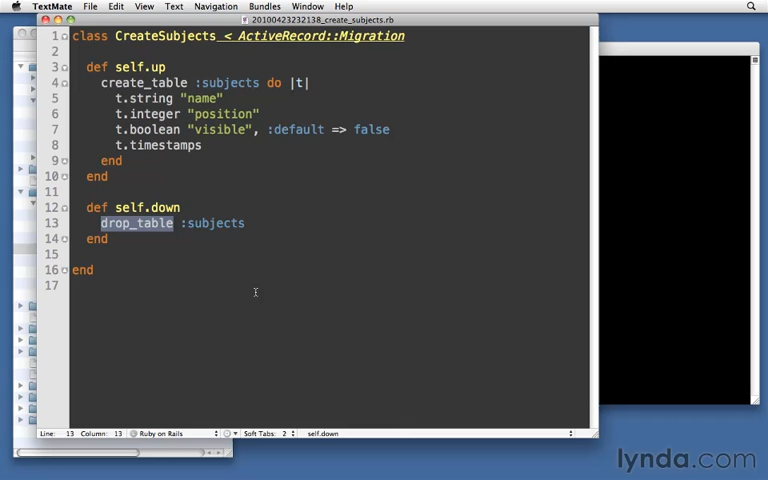 TextMate File Edit View Text Navigation Bundles Window Help
20100423232138_create_subjects.rb
1 class CreateSubjects < ActiveRecord::Migration
2
3 def self.up
4 create_table :subjects do |t|
5 t.string "name"
6 t.integer "position"
7 t.boolean "visible", :default => false
8 t.timestamps
9 end
10 end
11
12 def self.down
13 drop_table :subjects
14 end
15
16 end
17
Line: 13 Column: 13 Ruby on Rails Soft Tabs: 2 self.down
lynda.com